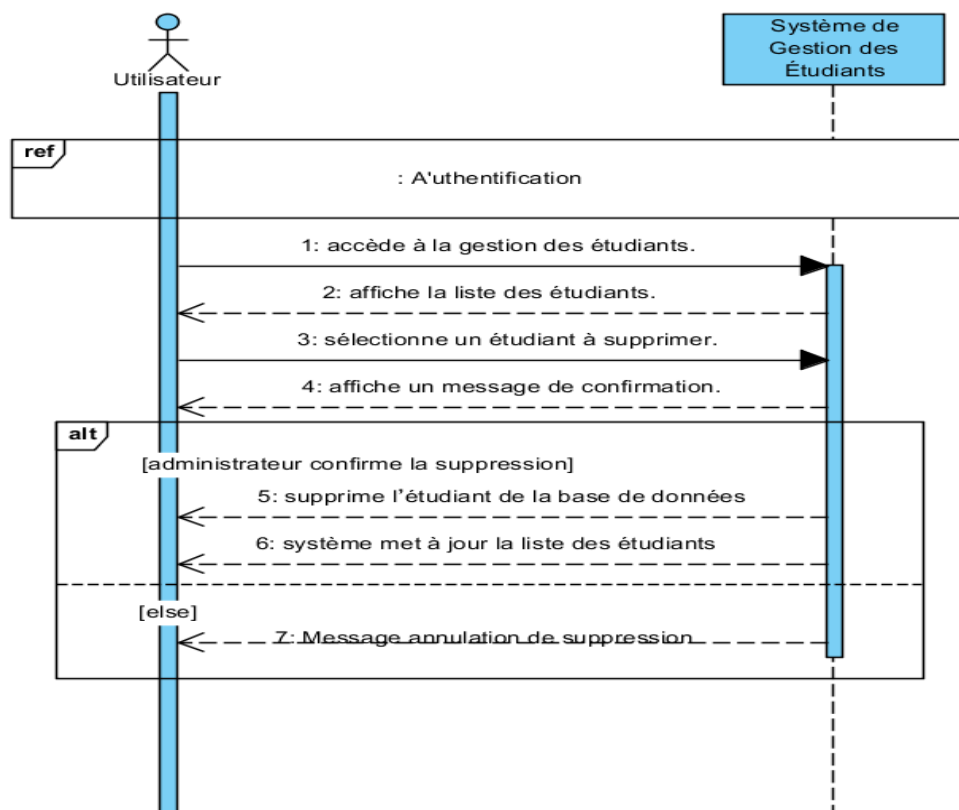 Utilisateur
Système de
Gestion des
Étudiants
ref
: A'uthentification
1: accède à la gestion des étudiants.
2: affiche la liste des étudiants.
3: sélectionne un étudiant à supprimer.
4: affiche un message de confirmation.
alt
[administrateur confirme la suppression]
5: supprime l’étudiant de la base de données
6: système met à jour la liste des étudiants
[else]
7: Message annulation de suppression